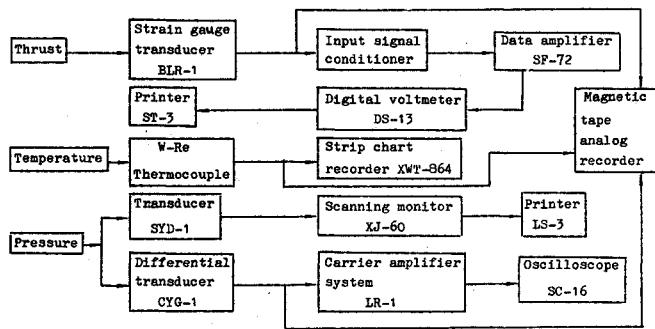 Thrust
Strain gauge
transducer
BLR-1
Input signal
conditioner
Data amplifier
SF-72
Printer
ST-3
Digital voltmeter
DS-13
Magnetic
tape
analog
recorder
Temperature
W-Re
Thermocouple
Strip chart
recorder XWT-864
Pressure
Transducer
SYD-1
Scanning monitor
XJ-60
Printer
LS-3
Differential
transducer
CYG-1
Carrier amplifier
system
LR-1
Oscilloscope
SC-16